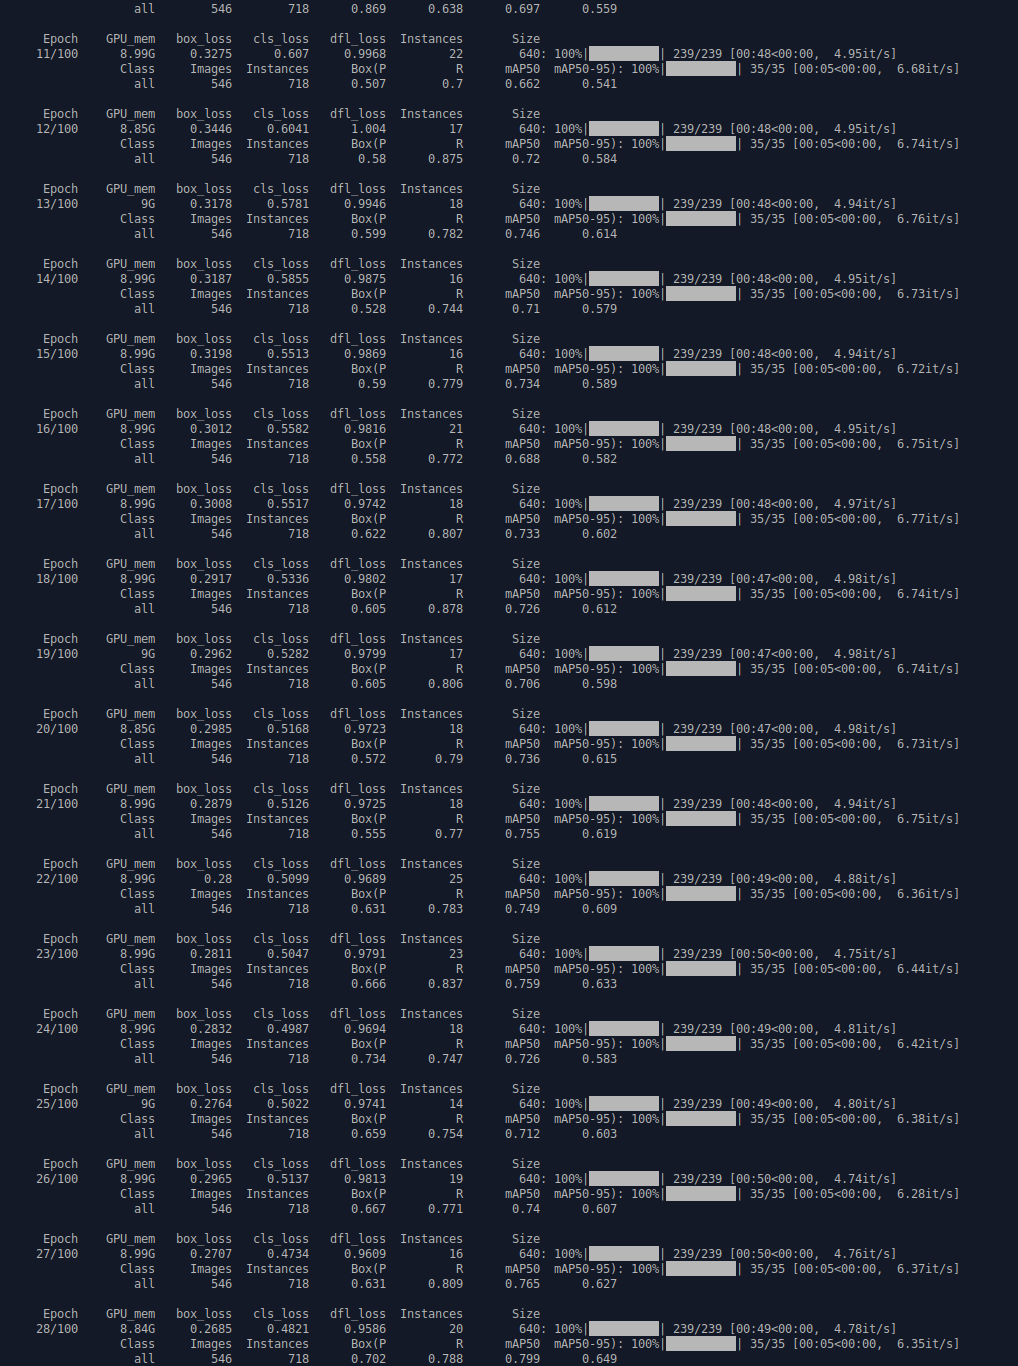 all 546 718 0.869 0.638 0.697 0.559
Epoch GPU_mem box_loss cls_loss dfl_loss Instances Size
11/100 8.99G 0.3275 0.607 0.9968 22 640: 100%|██████████| 239/239 [00:48<00:00, 4.95it/s]
Class Images Instances Box(P R mAP50 mAP50-95): 100%|██████████| 35/35 [00:05<00:00, 6.68it/s]
all 546 718 0.507 0.7 0.662 0.541
Epoch GPU_mem box_loss cls_loss dfl_loss Instances Size
12/100 8.85G 0.3446 0.6041 1.004 17 640: 100%|██████████| 239/239 [00:48<00:00, 4.95it/s]
Class Images Instances Box(P R mAP50 mAP50-95): 100%|██████████| 35/35 [00:05<00:00, 6.74it/s]
all 546 718 0.58 0.875 0.72 0.584
Epoch GPU_mem box_loss cls_loss dfl_loss Instances Size
13/100 9G 0.3178 0.5781 0.9946 18 640: 100%|██████████| 239/239 [00:48<00:00, 4.94it/s]
Class Images Instances Box(P R mAP50 mAP50-95): 100%|██████████| 35/35 [00:05<00:00, 6.76it/s]
all 546 718 0.599 0.782 0.746 0.614
Epoch GPU_mem box_loss cls_loss dfl_loss Instances Size
14/100 8.99G 0.3187 0.5855 0.9875 16 640: 100%|██████████| 239/239 [00:48<00:00, 4.95it/s]
Class Images Instances Box(P R mAP50 mAP50-95): 100%|██████████| 35/35 [00:05<00:00, 6.73it/s]
all 546 718 0.528 0.744 0.71 0.579
Epoch GPU_mem box_loss cls_loss dfl_loss Instances Size
15/100 8.99G 0.3198 0.5513 0.9869 16 640: 100%|██████████| 239/239 [00:48<00:00, 4.94it/s]
Class Images Instances Box(P R mAP50 mAP50-95): 100%|██████████| 35/35 [00:05<00:00, 6.72it/s]
all 546 718 0.59 0.779 0.734 0.589
Epoch GPU_mem box_loss cls_loss dfl_loss Instances Size
16/100 8.99G 0.3012 0.5582 0.9816 21 640: 100%|██████████| 239/239 [00:48<00:00, 4.95it/s]
Class Images Instances Box(P R mAP50 mAP50-95): 100%|██████████| 35/35 [00:05<00:00, 6.75it/s]
all 546 718 0.558 0.772 0.688 0.582
Epoch GPU_mem box_loss cls_loss dfl_loss Instances Size
17/100 8.99G 0.3008 0.5517 0.9742 18 640: 100%|██████████| 239/239 [00:48<00:00, 4.97it/s]
Class Images Instances Box(P R mAP50 mAP50-95): 100%|██████████| 35/35 [00:05<00:00, 6.77it/s]
all 546 718 0.622 0.807 0.733 0.602
Epoch GPU_mem box_loss cls_loss dfl_loss Instances Size
18/100 8.99G 0.2917 0.5336 0.9802 17 640: 100%|██████████| 239/239 [00:47<00:00, 4.98it/s]
Class Images Instances Box(P R mAP50 mAP50-95): 100%|██████████| 35/35 [00:05<00:00, 6.74it/s]
all 546 718 0.605 0.878 0.726 0.612
Epoch GPU_mem box_loss cls_loss dfl_loss Instances Size
19/100 9G 0.2962 0.5282 0.9799 17 640: 100%|██████████| 239/239 [00:47<00:00, 4.98it/s]
Class Images Instances Box(P R mAP50 mAP50-95): 100%|██████████| 35/35 [00:05<00:00, 6.74it/s]
all 546 718 0.605 0.806 0.706 0.598
Epoch GPU_mem box_loss cls_loss dfl_loss Instances Size
20/100 8.85G 0.2985 0.5168 0.9723 18 640: 100%|██████████| 239/239 [00:47<00:00, 4.98it/s]
Class Images Instances Box(P R mAP50 mAP50-95): 100%|██████████| 35/35 [00:05<00:00, 6.73it/s]
all 546 718 0.572 0.79 0.736 0.615
Epoch GPU_mem box_loss cls_loss dfl_loss Instances Size
21/100 8.99G 0.2879 0.5126 0.9725 18 640: 100%|██████████| 239/239 [00:48<00:00, 4.94it/s]
Class Images Instances Box(P R mAP50 mAP50-95): 100%|██████████| 35/35 [00:05<00:00, 6.75it/s]
all 546 718 0.555 0.77 0.755 0.619
Epoch GPU_mem box_loss cls_loss dfl_loss Instances Size
22/100 8.99G 0.28 0.5099 0.9689 25 640: 100%|██████████| 239/239 [00:49<00:00, 4.88it/s]
Class Images Instances Box(P R mAP50 mAP50-95): 100%|██████████| 35/35 [00:05<00:00, 6.36it/s]
all 546 718 0.631 0.783 0.749 0.609
Epoch GPU_mem box_loss cls_loss dfl_loss Instances Size
23/100 8.99G 0.2811 0.5047 0.9791 23 640: 100%|██████████| 239/239 [00:50<00:00, 4.75it/s]
Class Images Instances Box(P R mAP50 mAP50-95): 100%|██████████| 35/35 [00:05<00:00, 6.44it/s]
all 546 718 0.666 0.837 0.759 0.633
Epoch GPU_mem box_loss cls_loss dfl_loss Instances Size
24/100 8.99G 0.2832 0.4987 0.9694 18 640: 100%|██████████| 239/239 [00:49<00:00, 4.81it/s]
Class Images Instances Box(P R mAP50 mAP50-95): 100%|██████████| 35/35 [00:05<00:00, 6.42it/s]
all 546 718 0.734 0.747 0.726 0.583
Epoch GPU_mem box_loss cls_loss dfl_loss Instances Size
25/100 9G 0.2764 0.5022 0.9741 14 640: 100%|██████████| 239/239 [00:49<00:00, 4.80it/s]
Class Images Instances Box(P R mAP50 mAP50-95): 100%|██████████| 35/35 [00:05<00:00, 6.38it/s]
all 546 718 0.659 0.754 0.712 0.603
Epoch GPU_mem box_loss cls_loss dfl_loss Instances Size
26/100 8.99G 0.2965 0.5137 0.9813 19 640: 100%|██████████| 239/239 [00:50<00:00, 4.74it/s]
Class Images Instances Box(P R mAP50 mAP50-95): 100%|██████████| 35/35 [00:05<00:00, 6.28it/s]
all 546 718 0.667 0.771 0.74 0.607
Epoch GPU_mem box_loss cls_loss dfl_loss Instances Size
27/100 8.99G 0.2707 0.4734 0.9609 16 640: 100%|██████████| 239/239 [00:50<00:00, 4.76it/s]
Class Images Instances Box(P R mAP50 mAP50-95): 100%|██████████| 35/35 [00:05<00:00, 6.37it/s]
all 546 718 0.631 0.809 0.765 0.627
Epoch GPU_mem box_loss cls_loss dfl_loss Instances Size
28/100 8.84G 0.2685 0.4821 0.9586 20 640: 100%|██████████| 239/239 [00:49<00:00, 4.78it/s]
Class Images Instances Box(P R mAP50 mAP50-95): 100%|██████████| 35/35 [00:05<00:00, 6.35it/s]
all 546 718 0.702 0.788 0.799 0.649